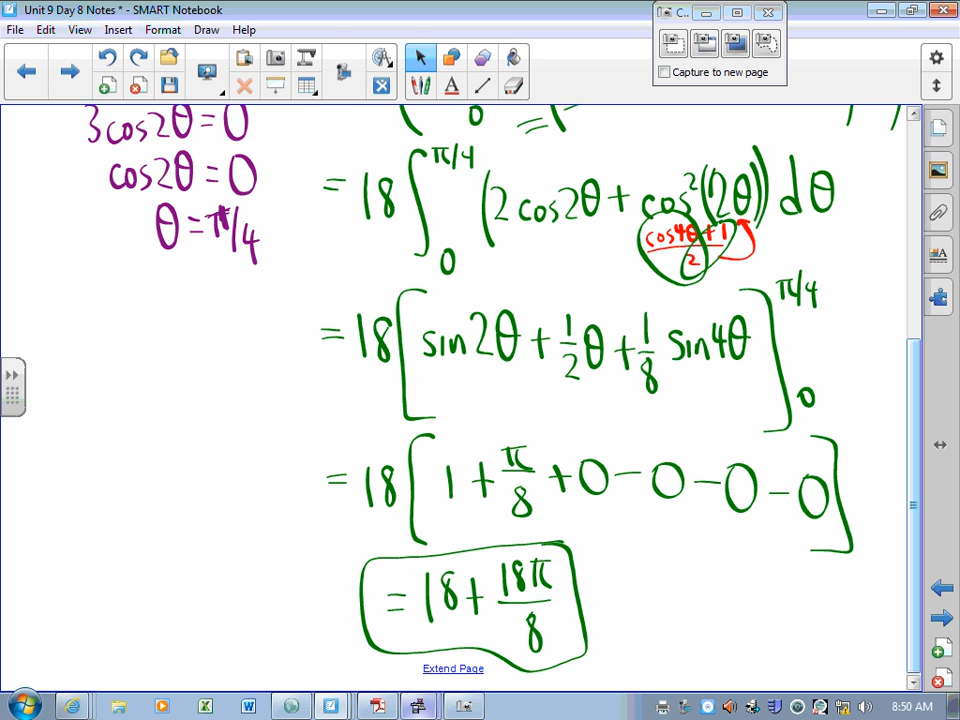 Unit 9 Day 8 Notes * - SMART Notebook
C...
File Edit View Insert Format Draw Help
Capture to new page
3cos2θ = 0
cos2θ = 0
θ = π/4
0
= 18 ∫ π/4 0 (2cos2θ + cos²(2θ)) dθ
cos4θ + 1
2
= 18 [ sin2θ + 1/2 θ + 1/8 sin4θ ] π/4 0
= 18 [ 1 + π/8 + 0 - 0 - 0 - 0 ]
= 18 + 18π/8
Extend Page
8:50 AM